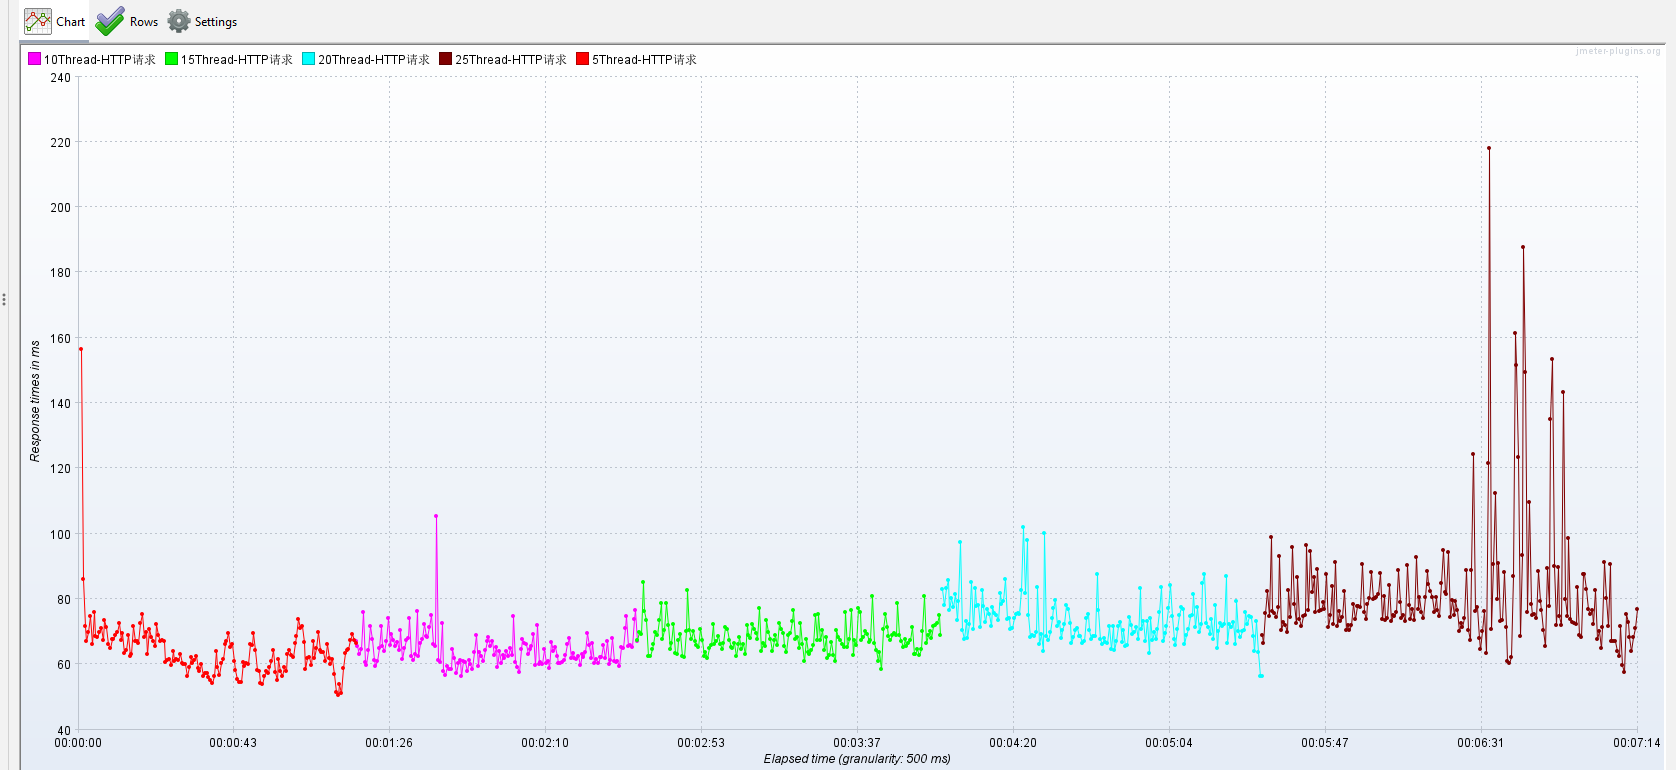 Chart Rows Settings
jmeter-plugins.org
10Thread-HTTP请求 15Thread-HTTP请求 20Thread-HTTP请求 25Thread-HTTP请求 5Thread-HTTP请求
240
220
200
180
160
140
120
100
80
60
40
Response times in ms
00:00:00 00:00:43 00:01:26 00:02:10 00:02:53 00:03:37 00:04:20 00:05:04 00:05:47 00:06:31 00:07:14
Elapsed time (granularity: 500 ms)